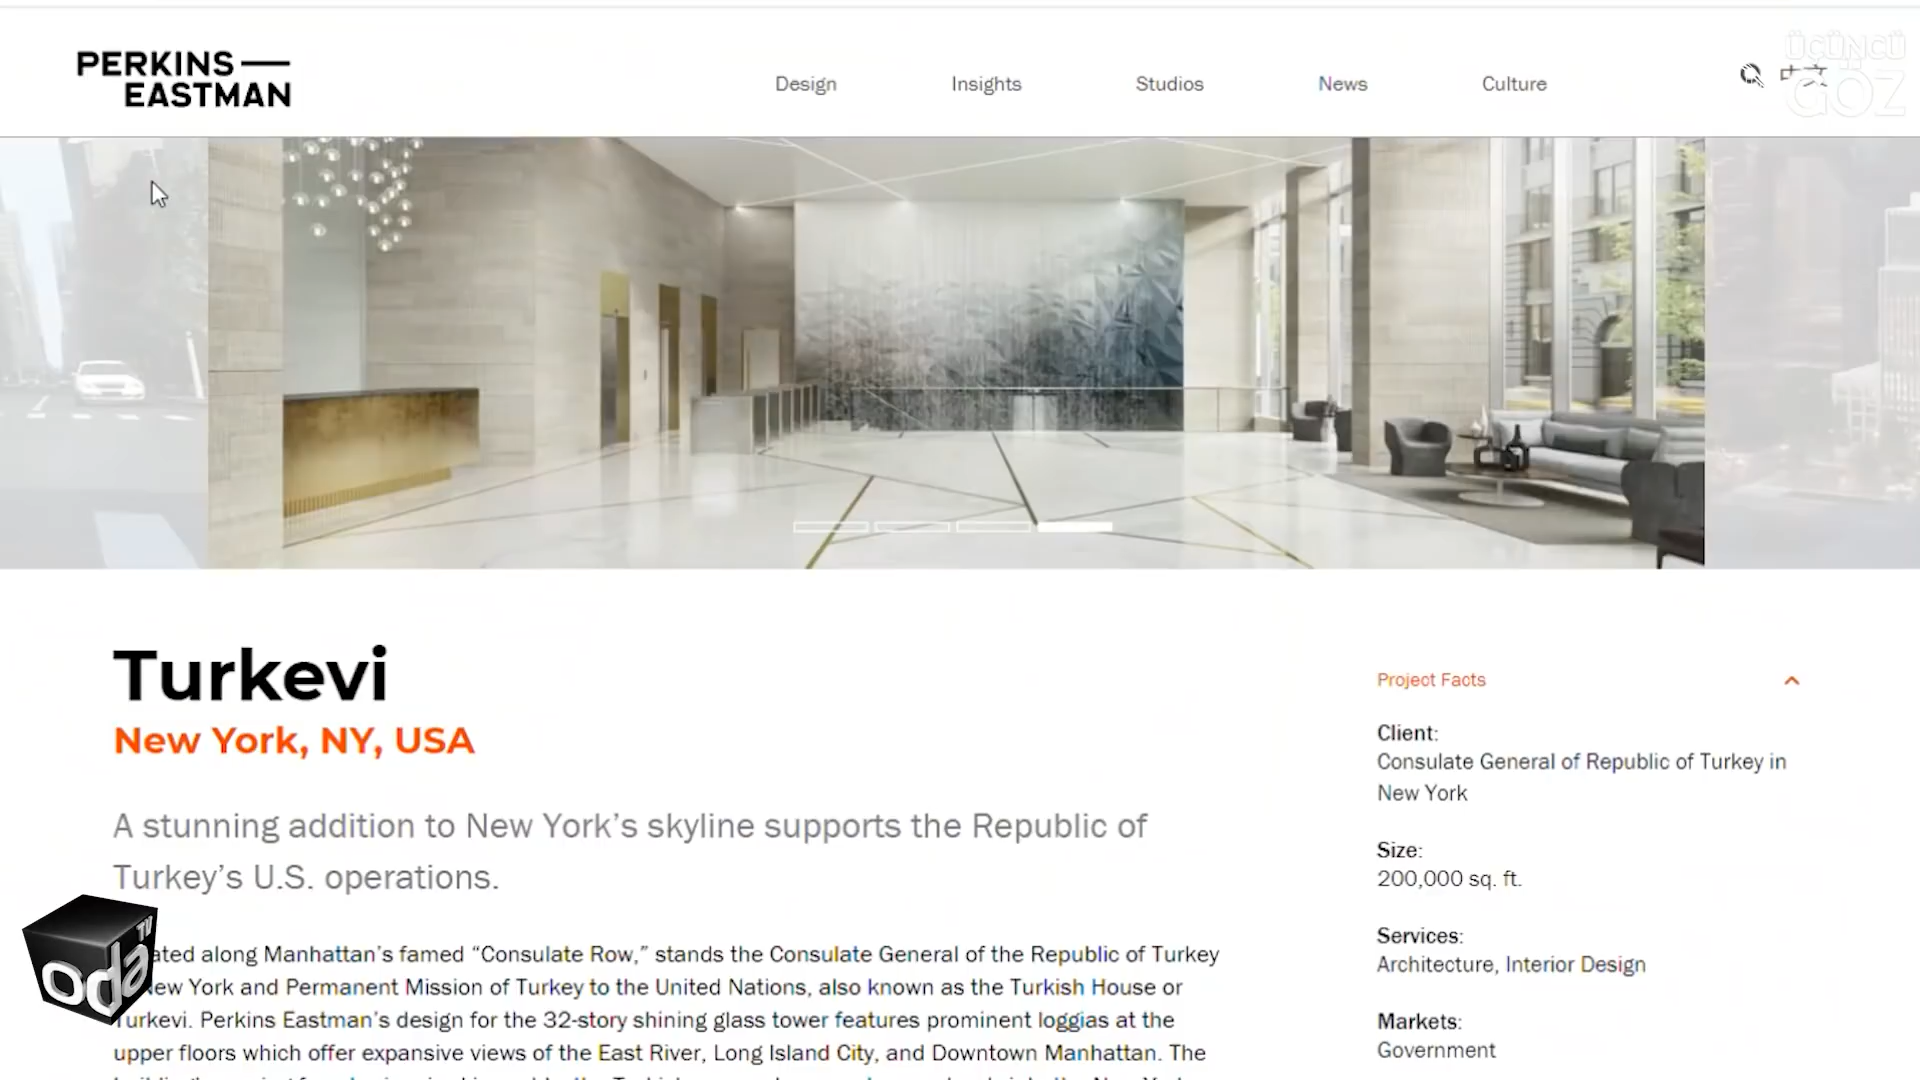 PERKINS
EASTMAN
Design
Insights
Studios
News
Culture
中文
ÜÇÜNCÜ
GÖZ
Turkevi
New York, NY, USA
A stunning addition to New York’s skyline supports the Republic of
Turkey’s U.S. operations.
ated along Manhattan’s famed “Consulate Row,” stands the Consulate General of the Republic of Turkey
ew York and Permanent Mission of Turkey to the United Nations, also known as the Turkish House or
Turkevi. Perkins Eastman’s design for the 32-story shining glass tower features prominent loggias at the
upper floors which offer expansive views of the East River, Long Island City, and Downtown Manhattan. The
Project Facts
Client:
Consulate General of Republic of Turkey in
New York
Size:
200,000 sq. ft.
Services:
Architecture, Interior Design
Markets:
Government
oda
TV